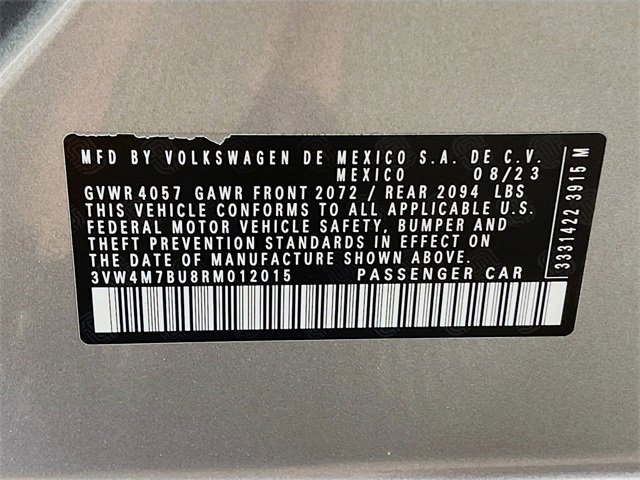 MFD BY VOLKSWAGEN DE MEXICO S.A. DE C.V.
MEXICO 08/23
GVWR 4057 GAWR FRONT 2072 / REAR 2094 LBS
THIS VEHICLE CONFORMS TO ALL APPLICABLE U.S.
FEDERAL MOTOR VEHICLE SAFETY, BUMPER AND
THEFT PREVENTION STANDARDS IN EFFECT ON
THE DATE OF MANUFACTURE SHOWN ABOVE.
3VW4M7BU8RM012015 PASSENGER CAR
3331422 3915 M